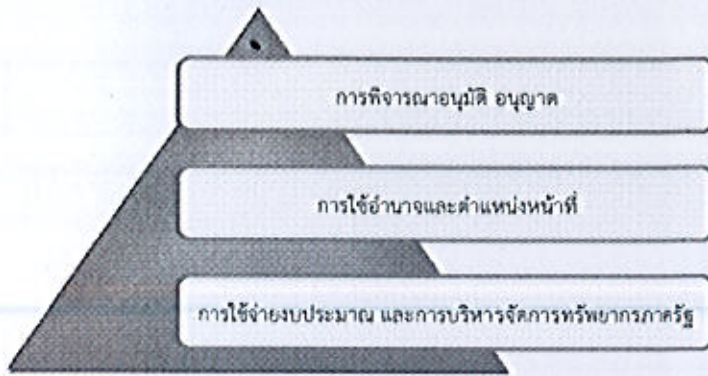 การพิจารณาอนุมัติ อนุญาต
การใช้อำนาจและตำแหน่งหน้าที่
การใช้จ่ายงบประมาณ และการบริหารจัดการทรัพยากรภาครัฐ